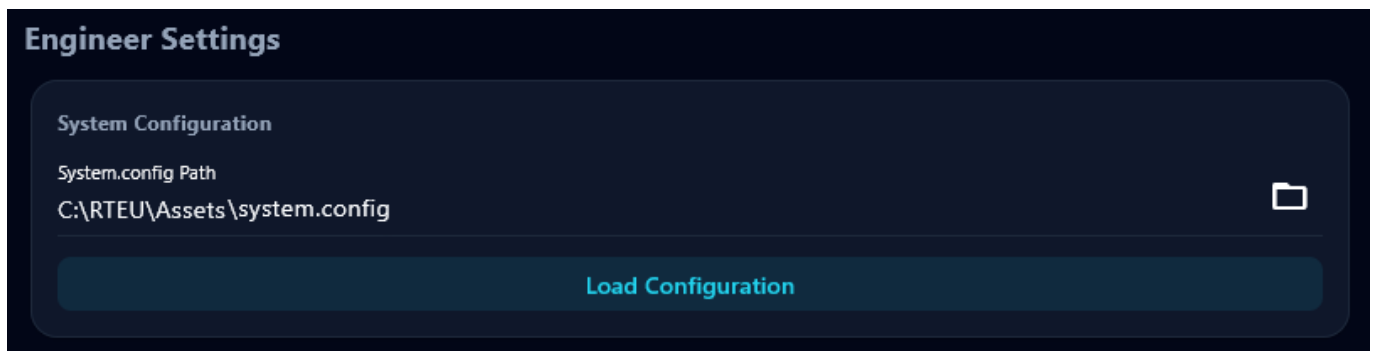 Engineer Settings
System Configuration
System.config Path
C:\RTEU\Assets\system.config
Load Configuration